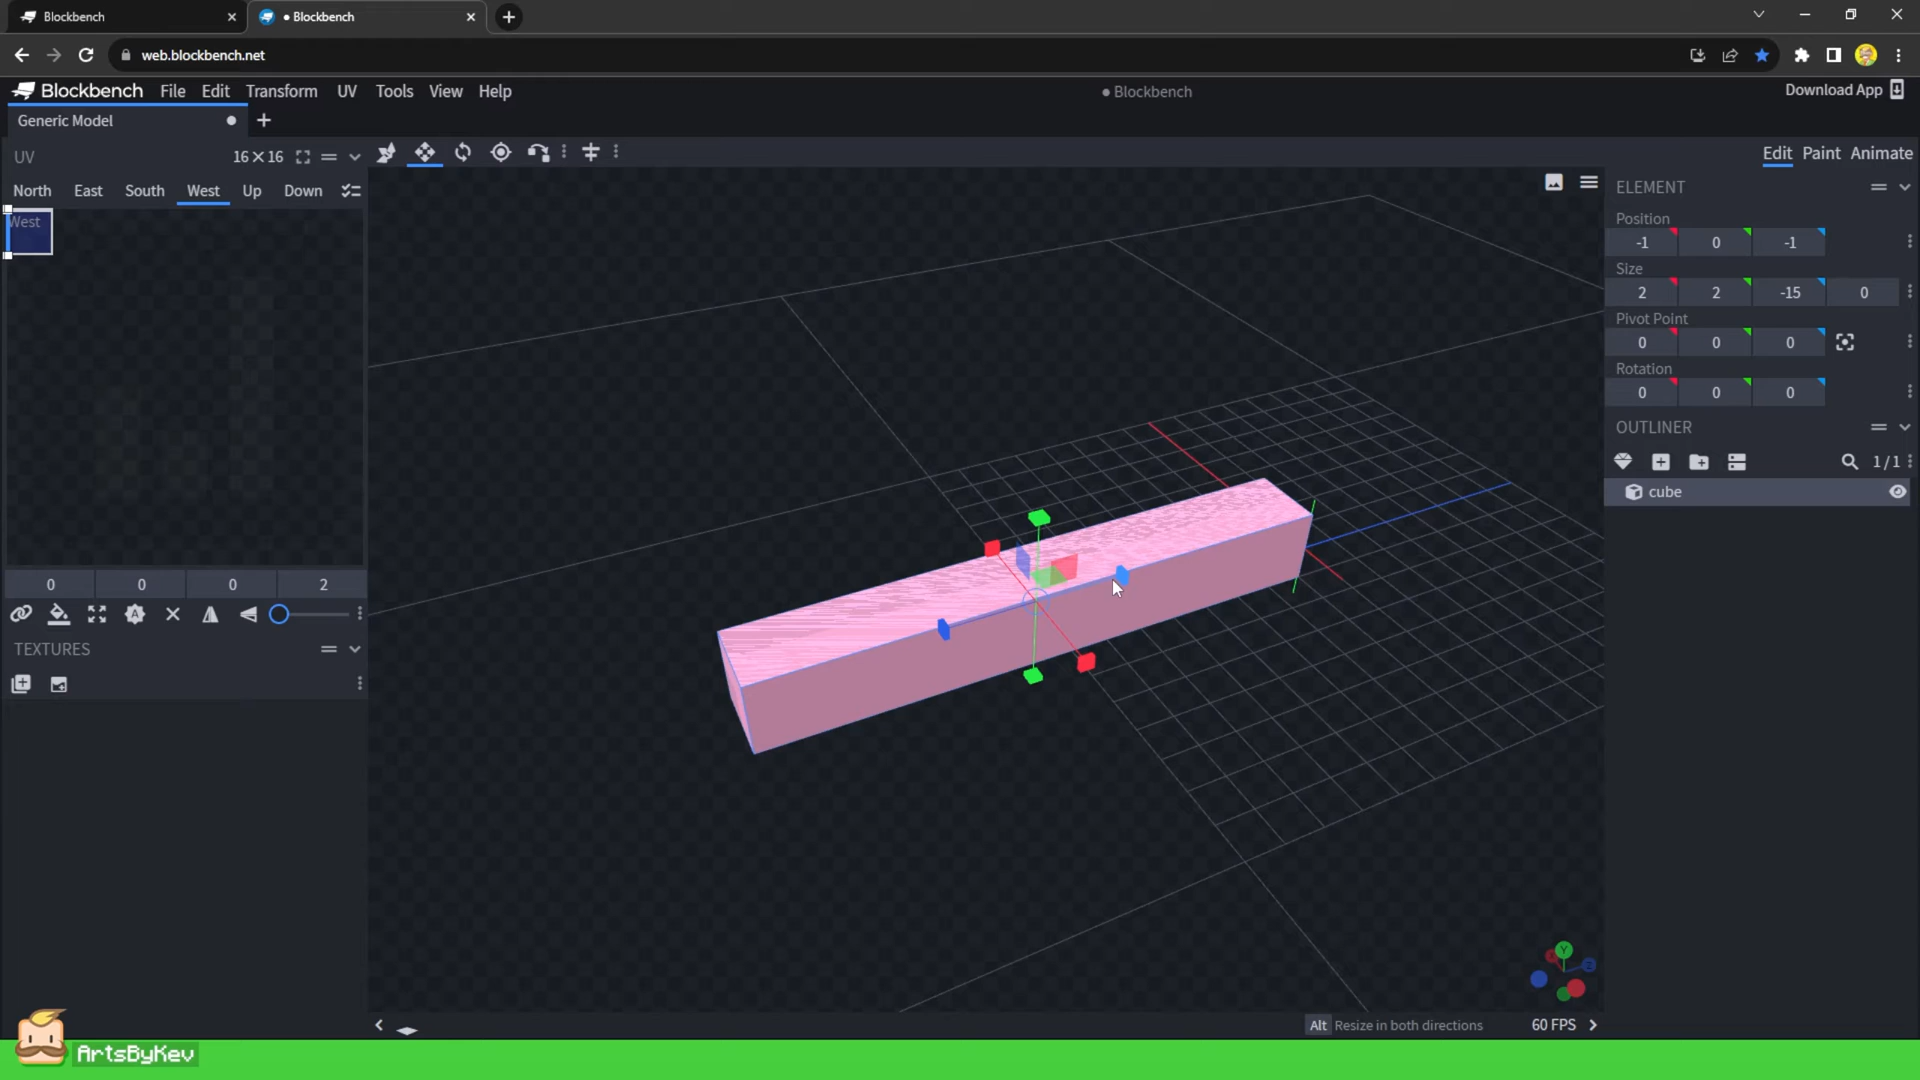 Blockbench
• Blockbench
web.blockbench.net
Blockbench File Edit Transform UV Tools View Help
• Blockbench
Download App
Generic Model
UV 16×16
Edit Paint Animate
North East South West Up Down
West
ELEMENT
Position
-1 0 -1
Size
2 2 -15 0
Pivot Point
0 0 0
Rotation
0 0 0
OUTLINER
1/1
cube
0 0 0 2
TEXTURES
Y
X
Z
Alt Resize in both directions 60 FPS
ArtsByKev